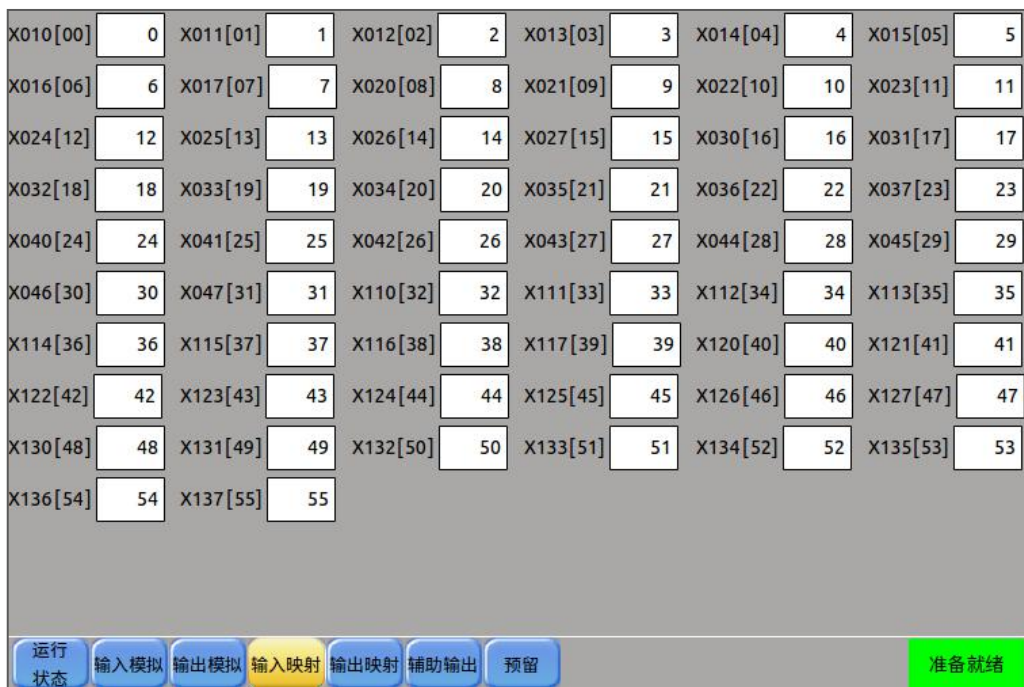 X010[00] 0 X011[01] 1 X012[02] 2 X013[03] 3 X014[04] 4 X015[05] 5
X016[06] 6 X017[07] 7 X020[08] 8 X021[09] 9 X022[10] 10 X023[11] 11
X024[12] 12 X025[13] 13 X026[14] 14 X027[15] 15 X030[16] 16 X031[17] 17
X032[18] 18 X033[19] 19 X034[20] 20 X035[21] 21 X036[22] 22 X037[23] 23
X040[24] 24 X041[25] 25 X042[26] 26 X043[27] 27 X044[28] 28 X045[29] 29
X046[30] 30 X047[31] 31 X110[32] 32 X111[33] 33 X112[34] 34 X113[35] 35
X114[36] 36 X115[37] 37 X116[38] 38 X117[39] 39 X120[40] 40 X121[41] 41
X122[42] 42 X123[43] 43 X124[44] 44 X125[45] 45 X126[46] 46 X127[47] 47
X130[48] 48 X131[49] 49 X132[50] 50 X133[51] 51 X134[52] 52 X135[53] 53
X136[54] 54 X137[55] 55
运行
状态
输入模拟 输出模拟 输入映射 输出映射 辅助输出 预留 准备就绪